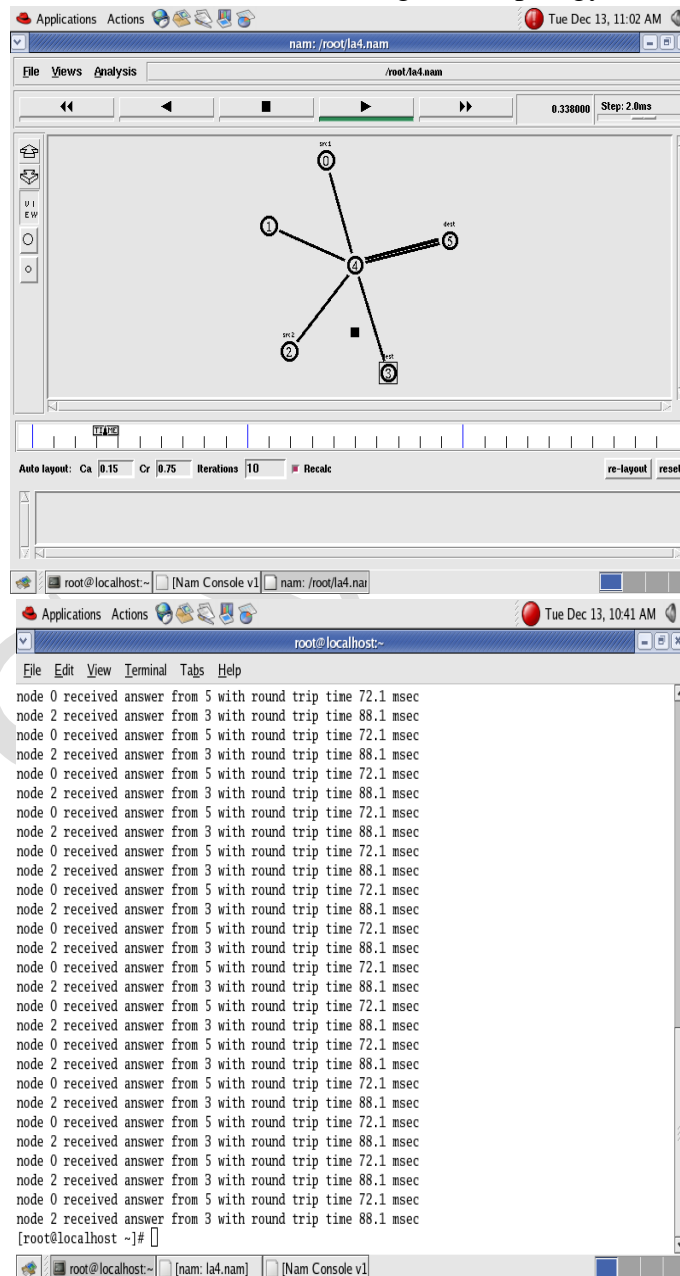 Applications Actions Tue Dec 13, 11:02 AM
nam: /root/la4.nam
File Views Analysis /root/la4.nam
0.338000 Step: 2.0ms
VIEW
src1
0
1
dest
5
4
src2
2
3
TIME
Auto layout: Ca 0.15 Cr 0.75 Iterations 10 Recalc re-layout reset
root@localhost:~ [Nam Console v1 nam: /root/la4.nar
Applications Actions Tue Dec 13, 10:41 AM
root@localhost:~
File Edit View Terminal Tabs Help
node 0 received answer from 5 with round trip time 72.1 msec
node 2 received answer from 3 with round trip time 88.1 msec
node 0 received answer from 5 with round trip time 72.1 msec
node 2 received answer from 3 with round trip time 88.1 msec
node 0 received answer from 5 with round trip time 72.1 msec
node 2 received answer from 3 with round trip time 88.1 msec
node 0 received answer from 5 with round trip time 72.1 msec
node 2 received answer from 3 with round trip time 88.1 msec
node 0 received answer from 5 with round trip time 72.1 msec
node 2 received answer from 3 with round trip time 88.1 msec
node 0 received answer from 5 with round trip time 72.1 msec
node 2 received answer from 3 with round trip time 88.1 msec
node 0 received answer from 5 with round trip time 72.1 msec
node 2 received answer from 3 with round trip time 88.1 msec
node 0 received answer from 5 with round trip time 72.1 msec
node 2 received answer from 3 with round trip time 88.1 msec
node 0 received answer from 5 with round trip time 72.1 msec
node 2 received answer from 3 with round trip time 88.1 msec
node 0 received answer from 5 with round trip time 72.1 msec
node 2 received answer from 3 with round trip time 88.1 msec
node 0 received answer from 5 with round trip time 72.1 msec
node 2 received answer from 3 with round trip time 88.1 msec
node 0 received answer from 5 with round trip time 72.1 msec
node 2 received answer from 3 with round trip time 88.1 msec
node 0 received answer from 5 with round trip time 72.1 msec
node 2 received answer from 3 with round trip time 88.1 msec
node 0 received answer from 5 with round trip time 72.1 msec
node 2 received answer from 3 with round trip time 88.1 msec
[root@localhost ~]#
root@localhost:~ [nam: la4.nam] [Nam Console v1